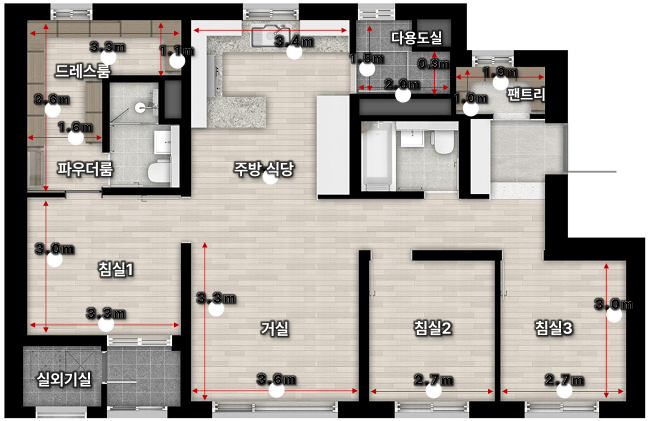 3.3m
1.1m
드레스룸
3.6m
1.6m
파우더룸
3.4m
주방 식당
다용도실
1.5m
0.9m
2.0m
1.9m
팬트리
1.0m
3.0m
침실1
3.3m
실외기실
3.3m
거실
3.6m
침실2
2.7m
3.0m
침실3
2.7m